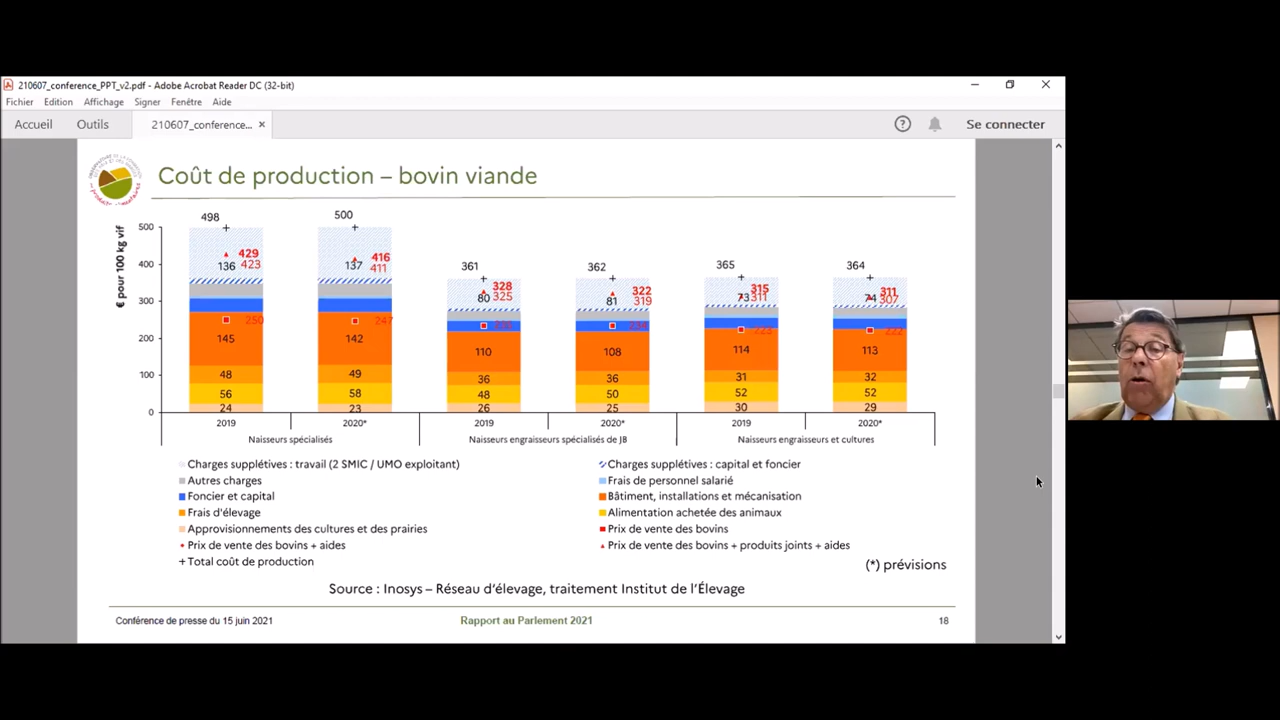 210607_conference_PPT_v2.pdf - Adobe Acrobat Reader DC (32-bit)
Fichier Edition Affichage Signer Fenêtre Aide
Accueil Outils 210607_conference... × Se connecter
Coût de production – bovin viande
€ pour 100 kg vif
500
400
300
200
100
0
498 500 361 362 365 364
429 416 328 322 315 311
423 411 325 319 311 307
136 137 80 81 73 74
250 247 234 223 222
145 142 110 108 114 113
48 49 36 36 31 32
56 58 48 50 52 52
24 23 26 25 30 29
2019 2020* 2019 2020* 2019 2020*
Naisseurs spécialisés Naisseurs engraisseurs spécialisés de JB Naisseurs engraisseurs et cultures
Charges supplétives : travail (2 SMIC / UMO exploitant) Charges supplétives : capital et foncier
Autres charges Frais de personnel salarié
Foncier et capital Bâtiment, installations et mécanisation
Frais d'élevage Alimentation achetée des animaux
Approvisionnements des cultures et des prairies Prix de vente des bovins
Prix de vente des bovins + aides Prix de vente des bovins + produits joints + aides
+ Total coût de production
(*) prévisions
Source : Inosys – Réseau d'élevage, traitement Institut de l'Élevage
Conférence de presse du 15 juin 2021 Rapport au Parlement 2021 18